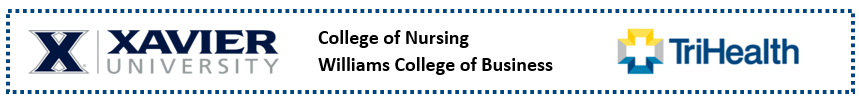 X XAVIER
UNIVERSITY
College of Nursing
Williams College of Business
TriHealth